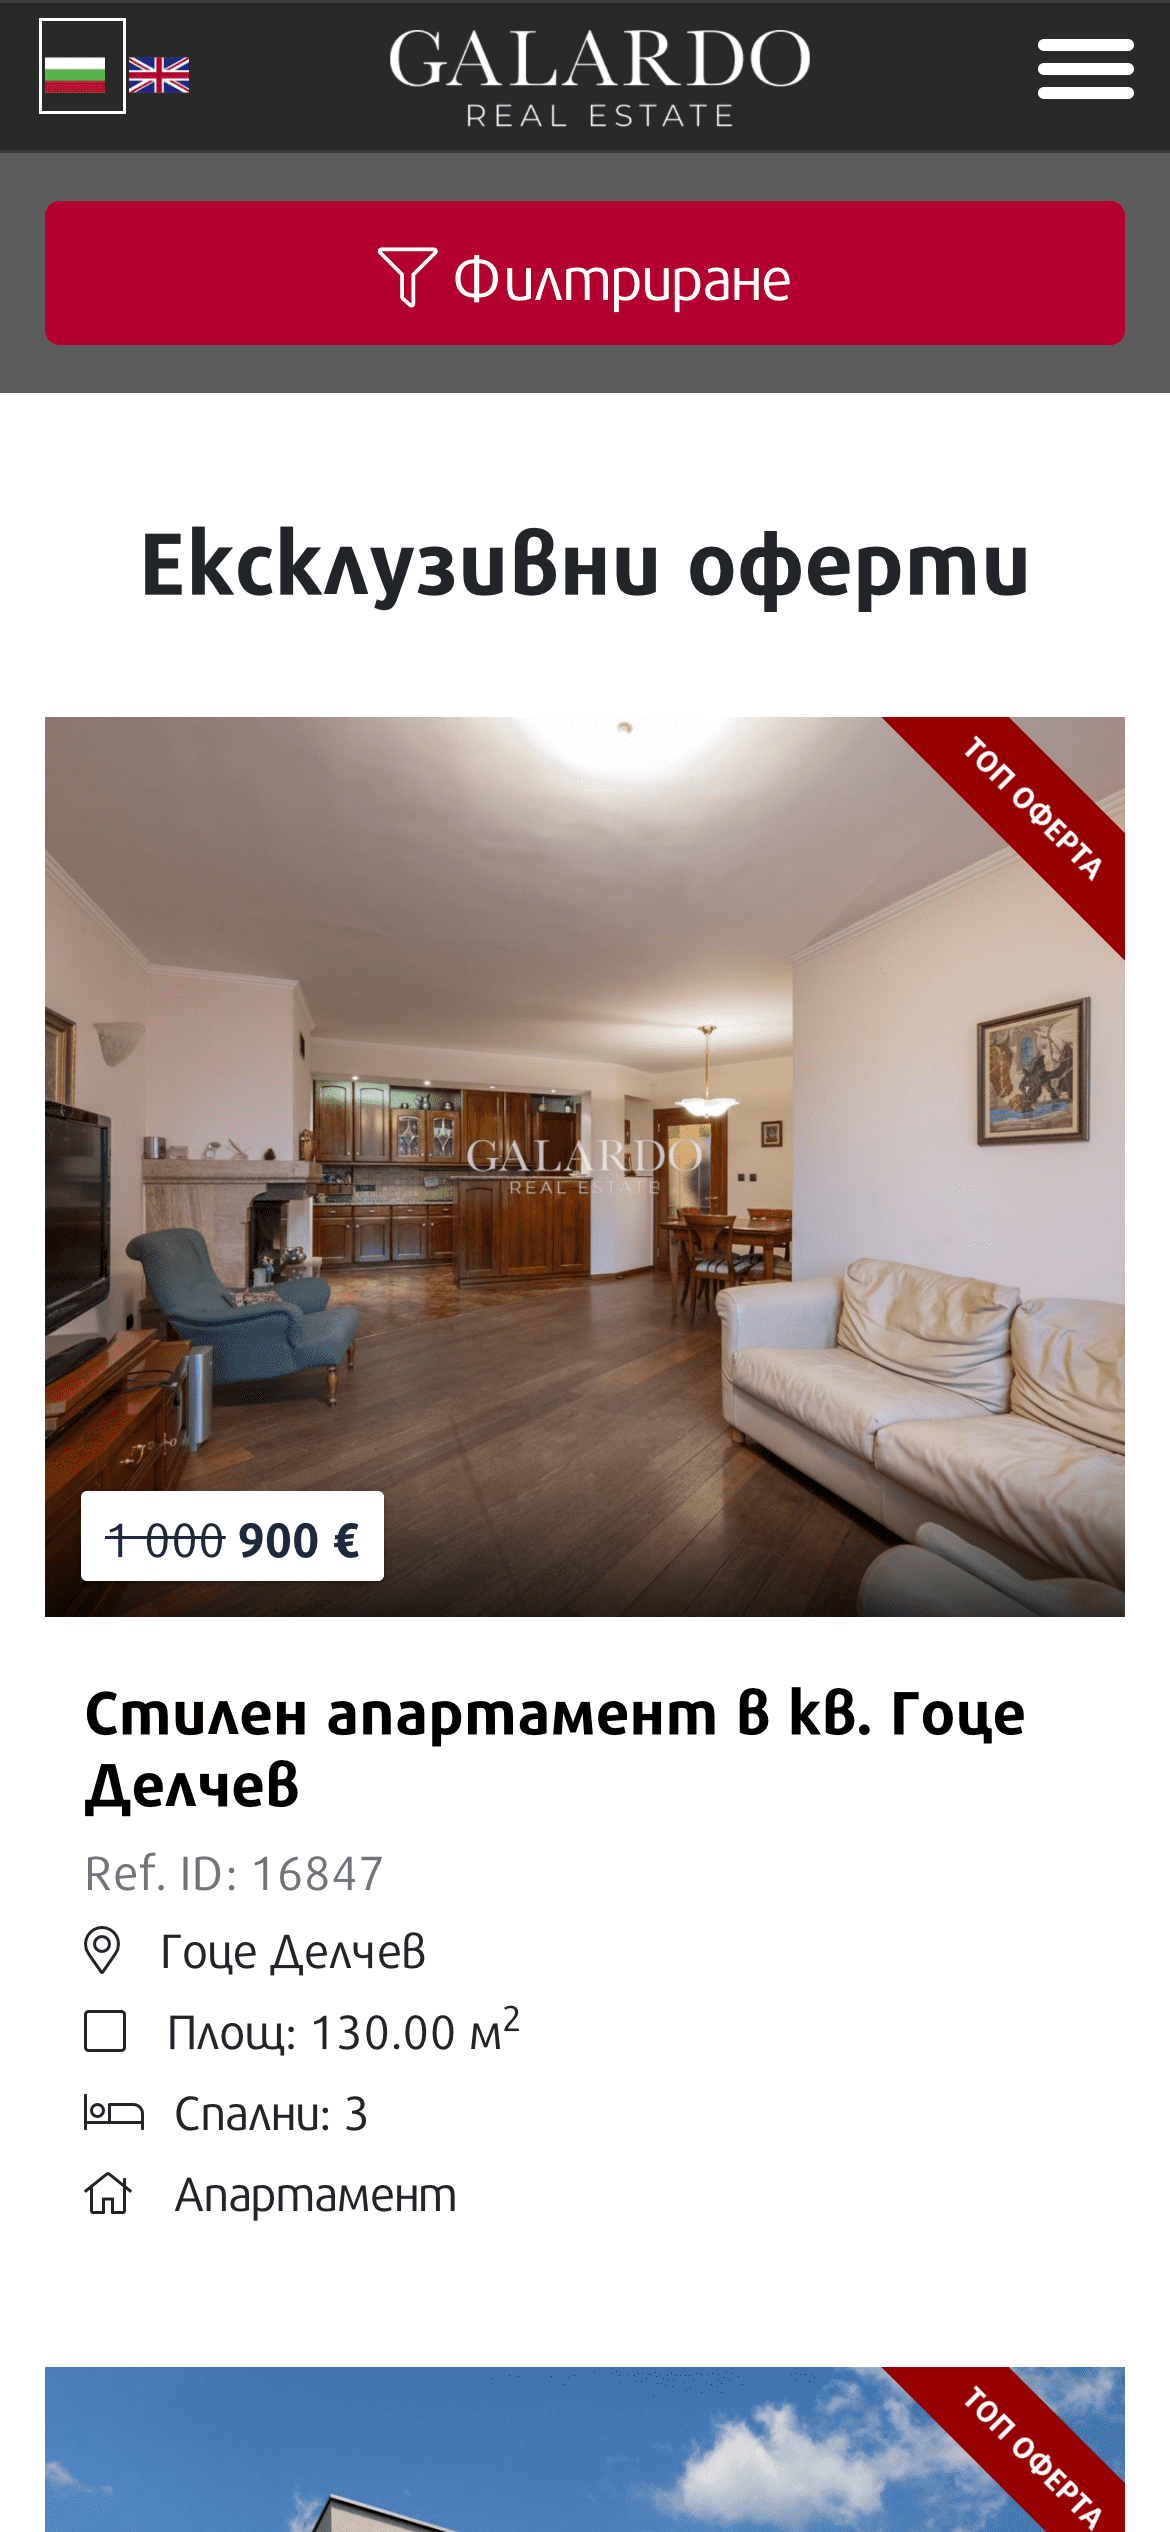 GALARDO
REAL ESTATE
Филтриране
Ексклузивни оферти
ТОП ОФЕРТА
GALARDO
REAL ESTATE
1 000 900 €
Стилен апартамент в кв. Гоце
Делчев
Ref. ID: 16847
Гоце Делчев
Площ: 130.00 м²
Спални: 3
Апартамент
ТОП ОФЕРТА